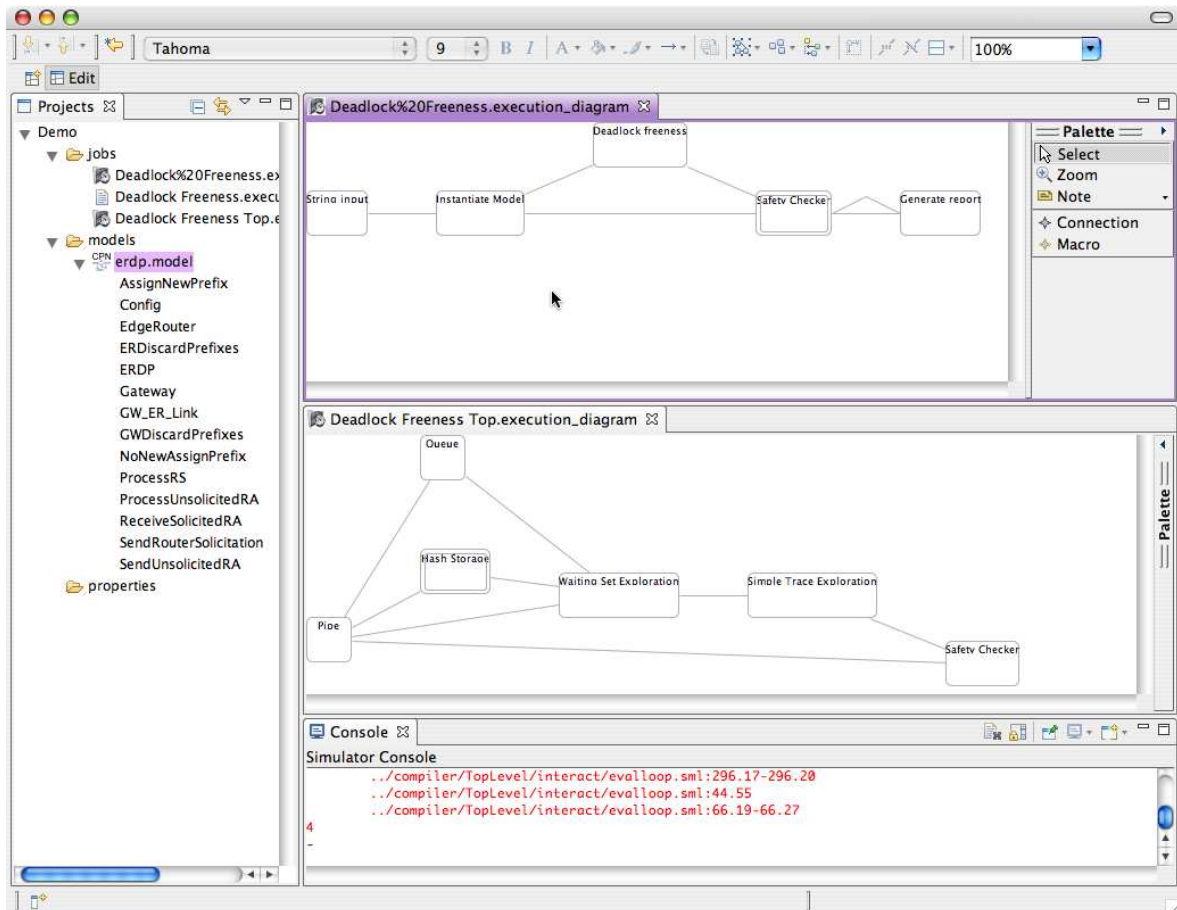 Tahoma
9
B I
A
100%
Edit
Projects
Demo
jobs
Deadlock%20Freeness.ex
Deadlock Freeness.execu
Deadlock Freeness Top.e
models
CPN erdp.model
AssignNewPrefix
Config
EdgeRouter
ERDiscardPrefixes
ERDP
Gateway
GW_ER_Link
GWDiscardPrefixes
NoNewAssignPrefix
ProcessRS
ProcessUnsolicitedRA
ReceiveSolicitedRA
SendRouterSolicitation
SendUnsolicitedRA
properties
Deadlock%20Freeness.execution_diagram
Deadlock freeness
String input
Instantiate Model
Safety Checker
Generate report
Palette
Select
Zoom
Note
Connection
Macro
Deadlock Freeness Top.execution_diagram
Queue
Hash Storage
Waiting Set Exploration
Simple Trace Exploration
Pipe
Safety Checker
Palette
Console
Simulator Console
../compiler/TopLevel/interact/evalloop.sml:296.17-296.20
../compiler/TopLevel/interact/evalloop.sml:44.55
../compiler/TopLevel/interact/evalloop.sml:66.19-66.27
4
-